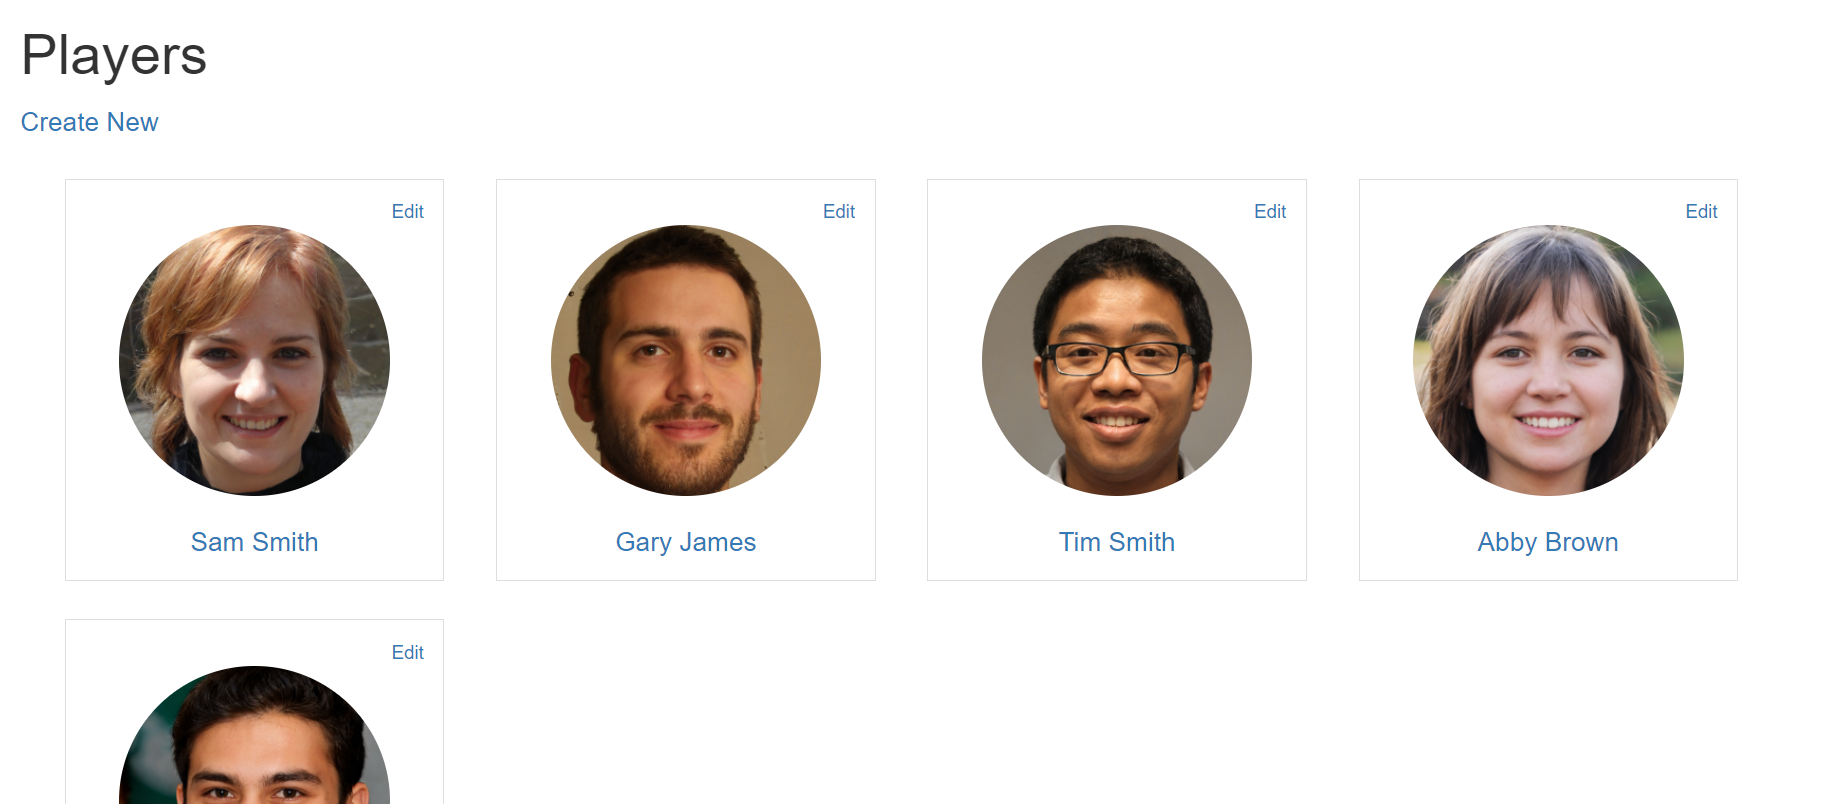 Players
Create New
Edit
Edit
Edit
Edit
Sam Smith
Gary James
Tim Smith
Abby Brown
Edit